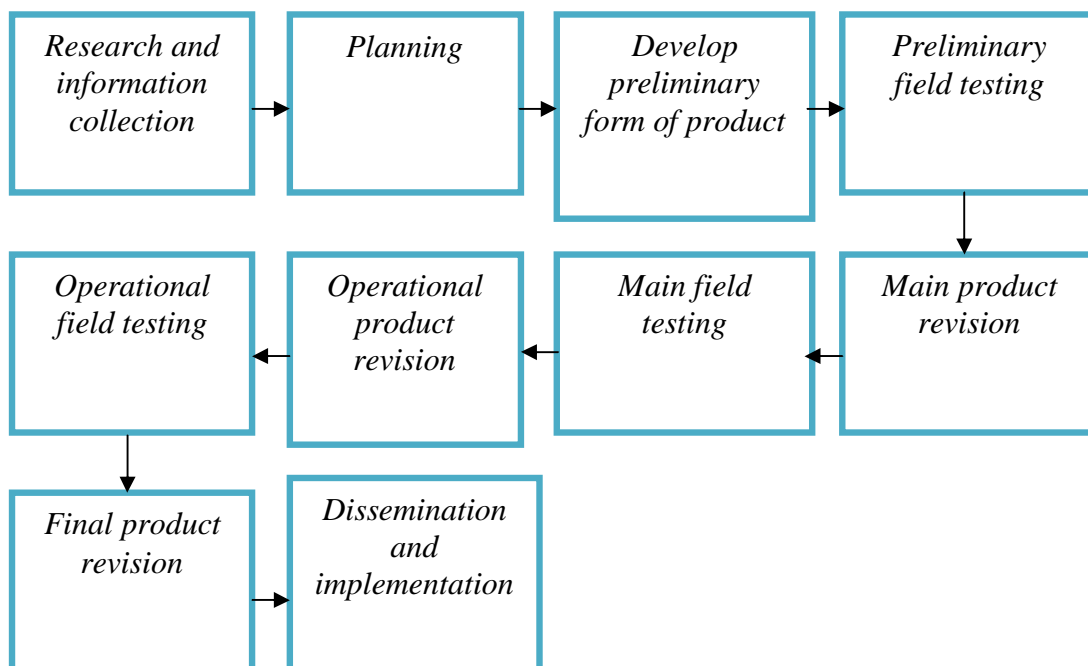 Research and
information
collection
Planning
Develop
preliminary
form of product
Preliminary
field testing
Main product
revision
Main field
testing
Operational
product
revision
Operational
field testing
Final product
revision
Dissemination
and
implementation